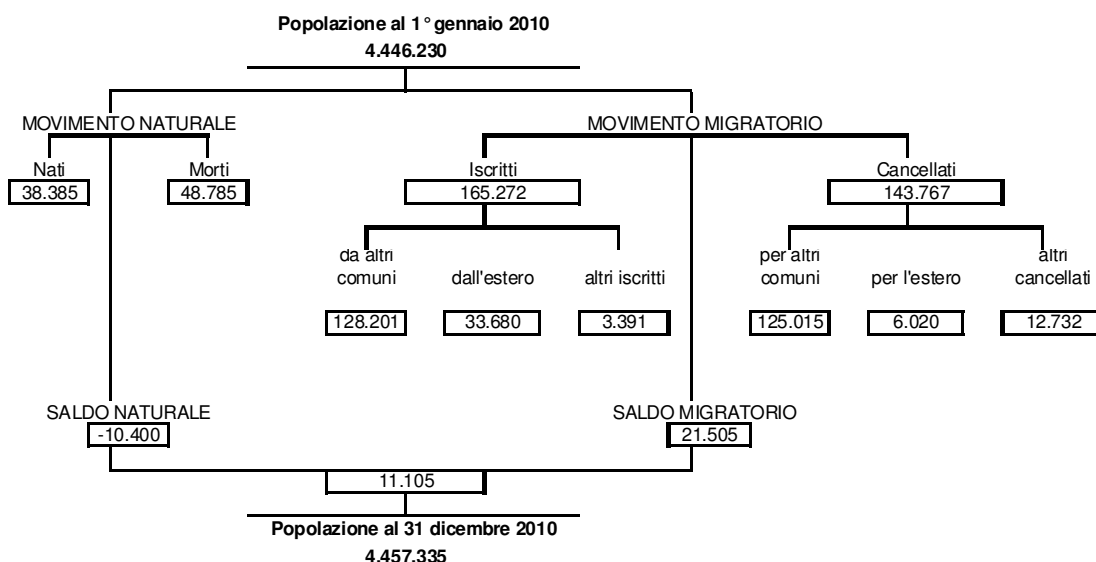 Popolazione al 1° gennaio 2010
4.446.230
MOVIMENTO NATURALE
MOVIMENTO MIGRATORIO
Nati
Morti
Iscritti
Cancellati
38.385
48.785
165.272
143.767
da altri
comuni
dall'estero
altri iscritti
per altri
comuni
per l'estero
altri
cancellati
128.201
33.680
3.391
125.015
6.020
12.732
SALDO NATURALE
SALDO MIGRATORIO
-10.400
21.505
11.105
Popolazione al 31 dicembre 2010
4.457.335